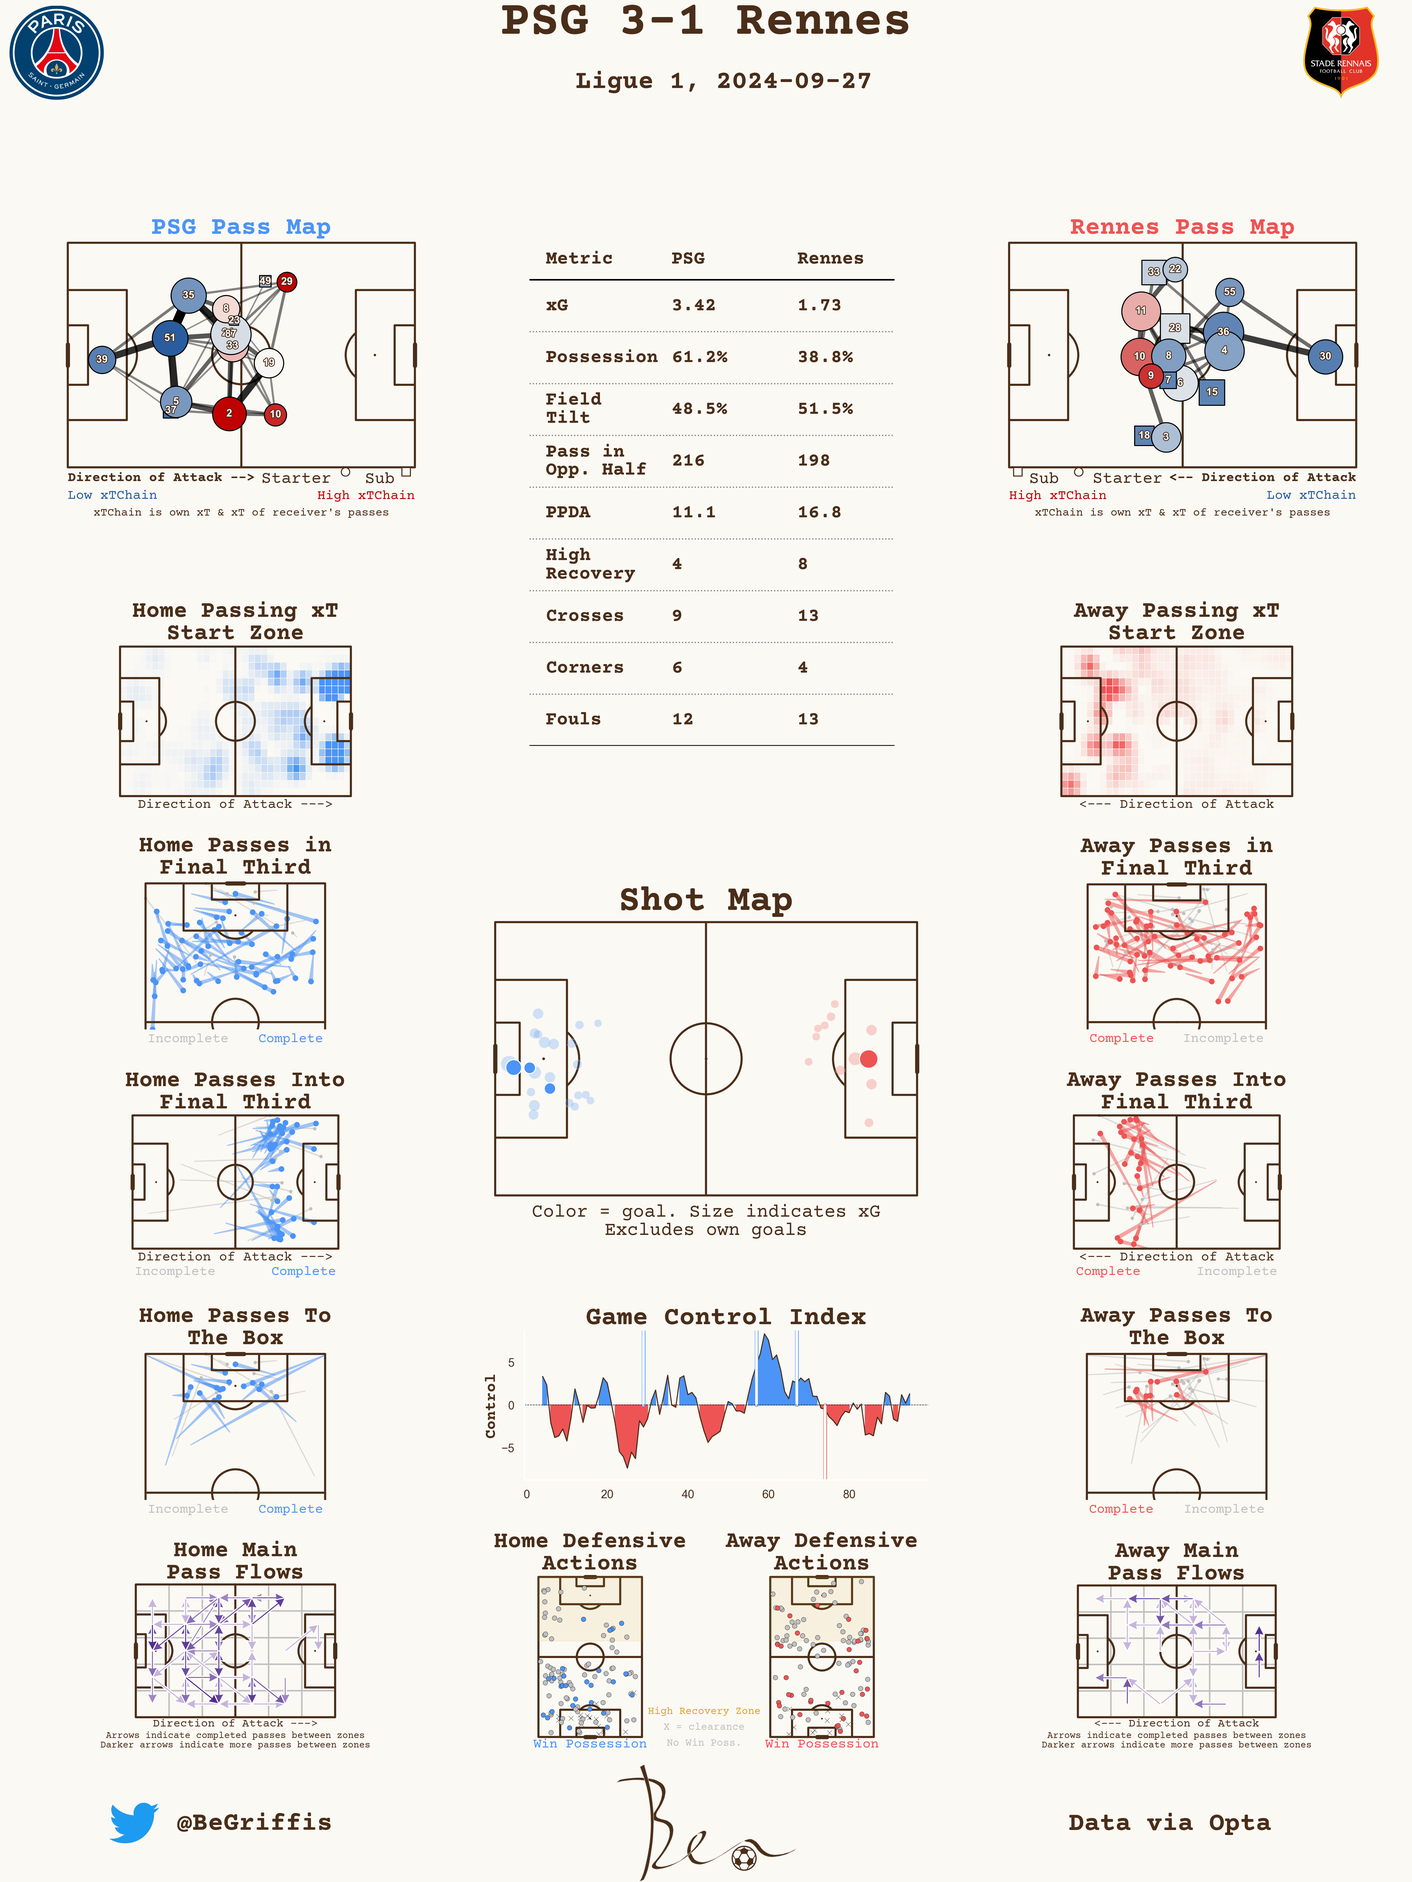 PSG 3-1 Rennes
Ligue 1, 2024-09-27
PARIS
SAINT-GERMAIN
STADE RENNAIS
FOOTBALL CLUB
1901
PSG Pass Map
35
8
49
29
23
87
33
51
39
19
5
37
2
10
Direction of Attack --> Starter Sub
Low xTChain High xTChain
xTChain is own xT & xT of receiver's passes
Metric PSG Rennes
xG 3.42 1.73
Possession 61.2% 38.8%
Field
Tilt 48.5% 51.5%
Pass in
Opp. Half 216 198
PPDA 11.1 16.8
High
Recovery 4 8
Crosses 9 13
Corners 6 4
Fouls 12 13
Rennes Pass Map
33
22
55
11
28
36
10
8
4
30
9
7
6
15
18
3
Sub Starter <-- Direction of Attack
High xTChain Low xTChain
xTChain is own xT & xT of receiver's passes
Home Passing xT
Start Zone
Direction of Attack --->
Away Passing xT
Start Zone
<--- Direction of Attack
Home Passes in
Final Third
Incomplete Complete
Away Passes in
Final Third
Complete Incomplete
Shot Map
Color = goal. Size indicates xG
Excludes own goals
Home Passes Into
Final Third
Direction of Attack --->
Incomplete Complete
Away Passes Into
Final Third
<--- Direction of Attack
Complete Incomplete
Home Passes To
The Box
Incomplete Complete
Game Control Index
Control
5
0
−5
0 20 40 60 80
Away Passes To
The Box
Complete Incomplete
Home Main
Pass Flows
Direction of Attack --->
Arrows indicate completed passes between zones
Darker arrows indicate more passes between zones
Home Defensive
Actions
Win Possession
Away Defensive
Actions
Win Possession
High Recovery Zone
X = clearance
No Win Poss.
Away Main
Pass Flows
<--- Direction of Attack
Arrows indicate completed passes between zones
Darker arrows indicate more passes between zones
@BeGriffis
Ben
Data via Opta